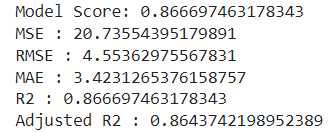 Model Score: 0.866697463178343
MSE : 20.73554395179891
RMSE : 4.55362975567831
MAE : 3.4231265376158757
R2 : 0.866697463178343
Adjusted R2 : 0.8643742198952389